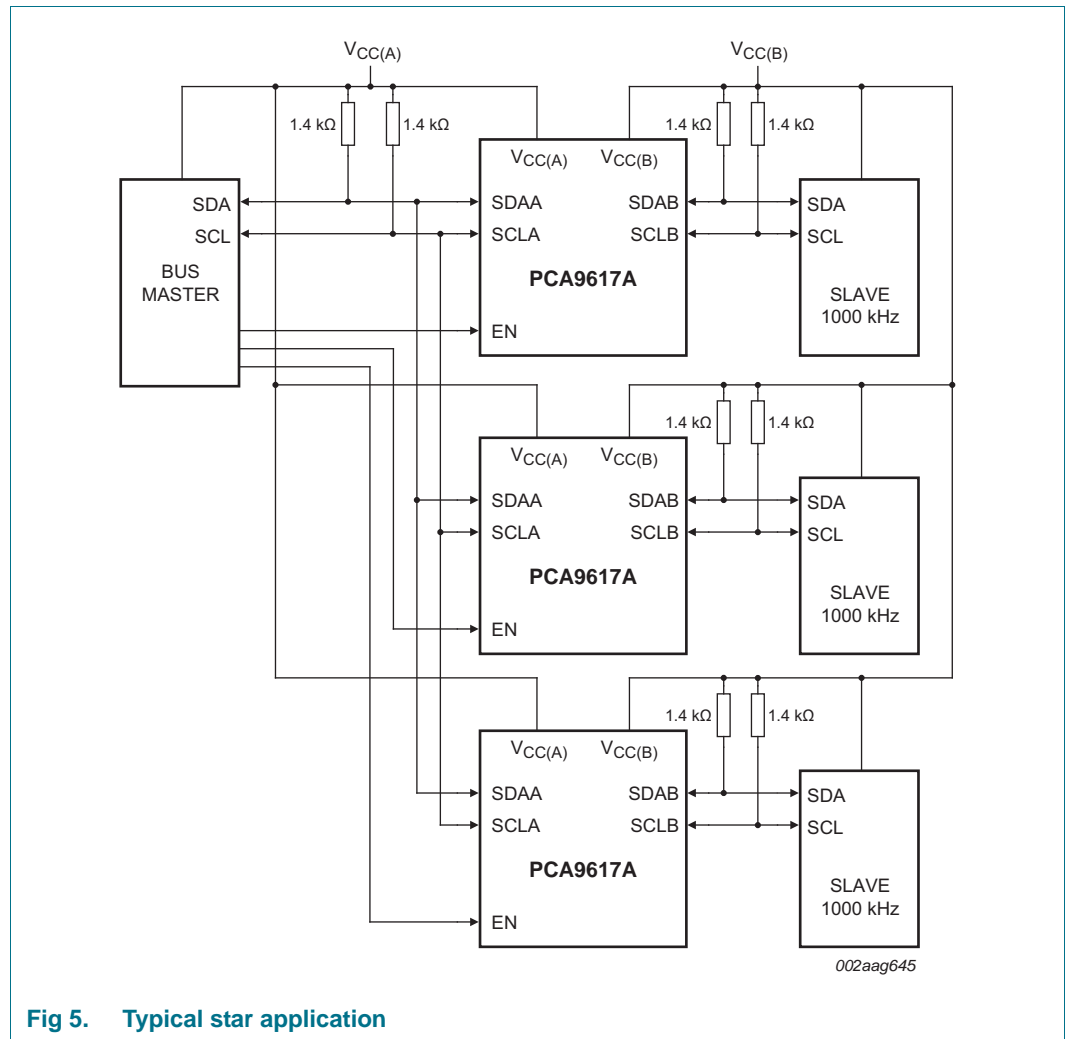 VCC(A)
VCC(B)
1.4 kΩ
1.4 kΩ
1.4 kΩ
1.4 kΩ
VCC(A)
VCC(B)
SDA
SCL
BUS
MASTER
SDAA
SCLA
SDAB
SCLB
PCA9617A
EN
SDA
SCL
SLAVE
1000 kHz
1.4 kΩ
1.4 kΩ
VCC(A)
VCC(B)
SDAA
SCLA
SDAB
SCLB
PCA9617A
EN
SDA
SCL
SLAVE
1000 kHz
1.4 kΩ
1.4 kΩ
VCC(A)
VCC(B)
SDAA
SCLA
SDAB
SCLB
PCA9617A
EN
SDA
SCL
SLAVE
1000 kHz
002aag645
Fig 5. Typical star application